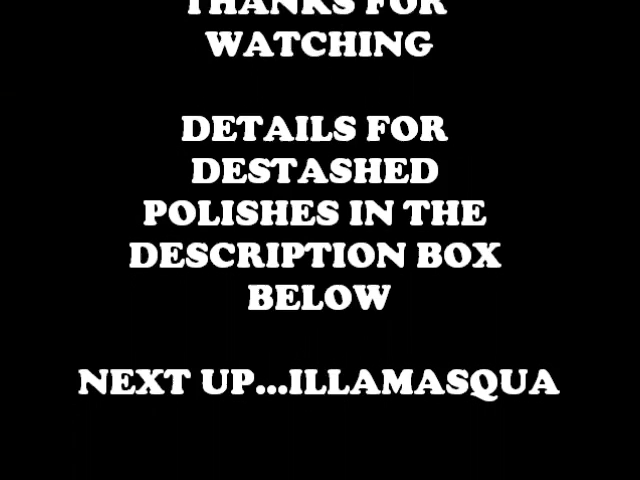 THANKS FOR
WATCHING
DETAILS FOR
DESTASHED
POLISHES IN THE
DESCRIPTION BOX
BELOW
NEXT UP...ILLAMASQUA